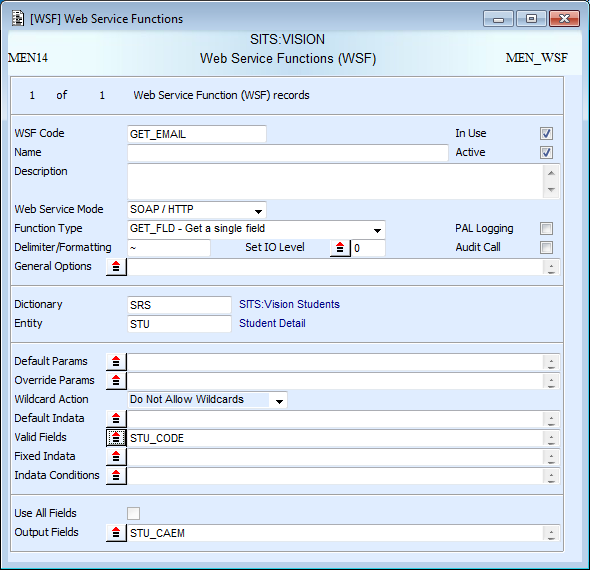 [WSF] Web Service Functions
SITS:VISION
MEN14 Web Service Functions (WSF) MEN_WSF
1 of 1 Web Service Function (WSF) records
WSF Code GET_EMAIL In Use
Name Active
Description
Web Service Mode SOAP / HTTP
Function Type GET_FLD - Get a single field PAL Logging
Delimiter/Formatting ~ Set IO Level 0 Audit Call
General Options
Dictionary SRS SITS:Vision Students
Entity STU Student Detail
Default Params
Override Params
Wildcard Action Do Not Allow Wildcards
Default Indata
Valid Fields STU_CODE
Fixed Indata
Indata Conditions
Use All Fields
Output Fields STU_CAEM